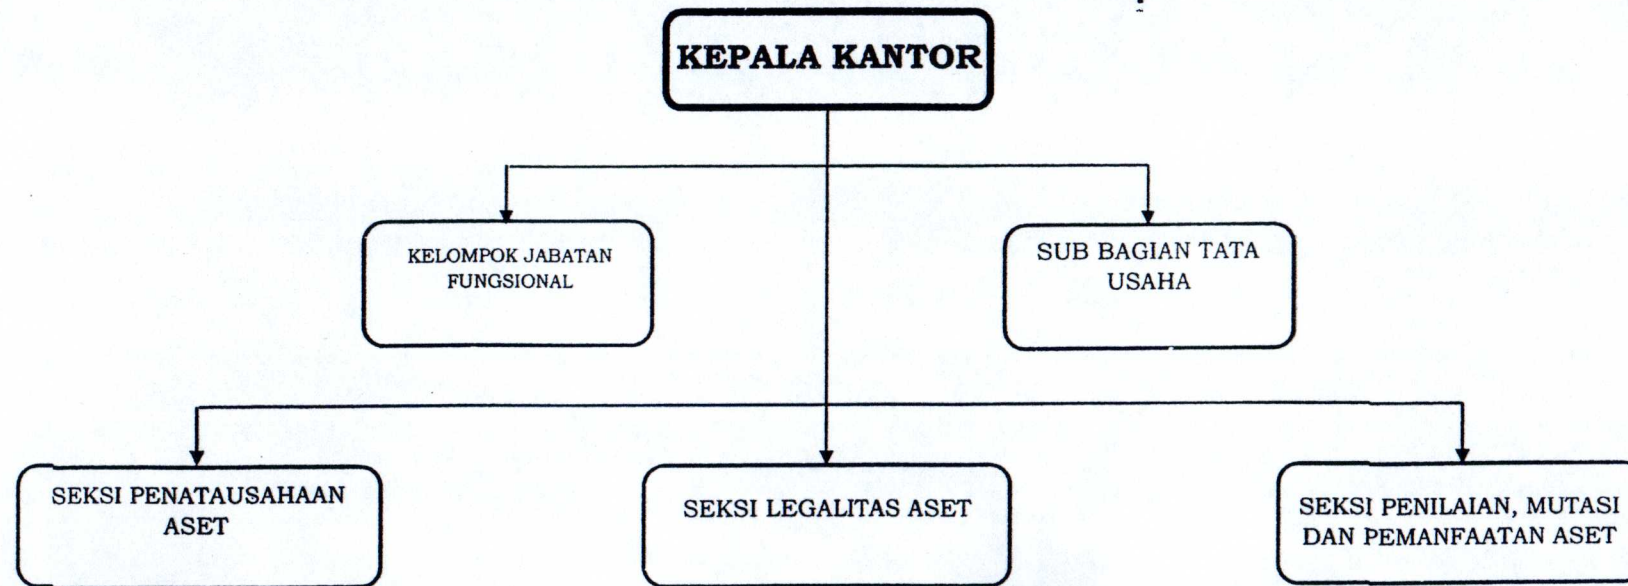 KEPALA KANTOR
KELOMPOK JABATAN
FUNGSIONAL
SUB BAGIAN TATA
USAHA
SEKSI PENATAUSAHAAN
ASET
SEKSI LEGALITAS ASET
SEKSI PENILAIAN, MUTASI
DAN PEMANFAATAN ASET